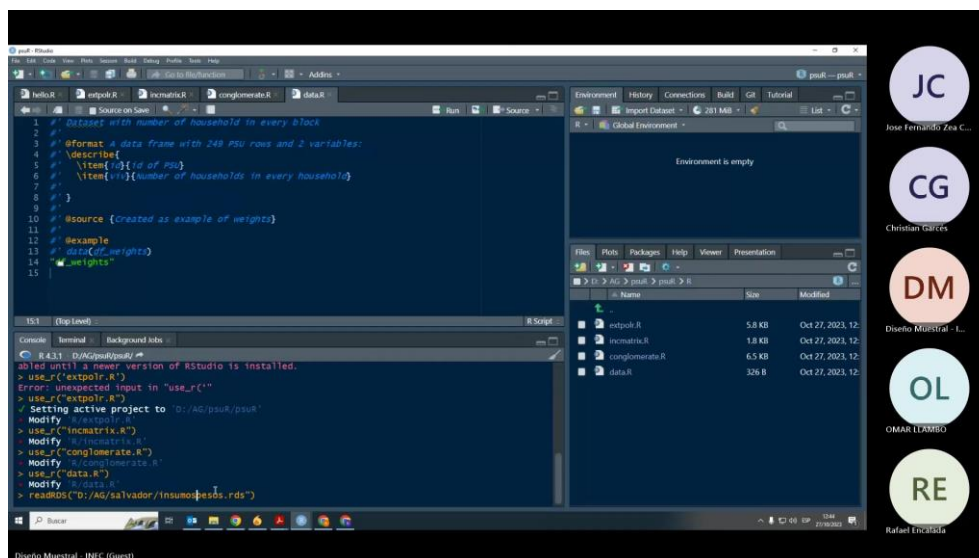 psuR - RStudio
File Edit Code View Plots Session Build Debug Profile Tools Help
Go to file/function
Addins
psuR — psuR
hello.R
extpolr.R
incmatrix.R
conglomerate.R
data.R
Source on Save
Run
Source
1 #' Dataset with number of household in every block
2 #'
3 #' @format A data frame with 248 PSU rows and 2 variables:
4 #' \describe{
5 #' \item{id}{id of PSU}
6 #' \item{viv}{Number of households in every household}
7 #'
8 #' }
9 #'
10 #' @source {Created as example of weights}
11 #'
12 #' @example
13 #' data(df_weights)
14 "df_weights"
15
15:1 (Top Level)
R Script
Console Terminal Background Jobs
R 4.3.1 · D:/AG/psuR/psuR/
abled until a newer version of RStudio is installed.
> use_r('extpolr.R')
Error: unexpected input in "use_r(‘"
> use_r("extpolr.R")
✓ Setting active project to 'D:/AG/psuR/psuR'
• Modify 'R/extpolr.R'
> use_r("incmatrix.R")
• Modify 'R/incmatrix.R'
> use_r("conglomerate.R")
• Modify 'R/conglomerate.R'
> use_r("data.R")
• Modify 'R/data.R'
> readRDS("D:/AG/salvador/insumospesos.rds")
Environment History Connections Build Git Tutorial
Import Dataset
281 MiB
List
R
Global Environment
Environment is empty
Files Plots Packages Help Viewer Presentation
D: > AG > psuR > psuR > R
Name Size Modified
..
extpolr.R 5.8 KB Oct 27, 2023, 12:
incmatrix.R 1.8 KB Oct 27, 2023, 12:
conglomerate.R 6.5 KB Oct 27, 2023, 12:
data.R 326 B Oct 27, 2023, 12:
Buscar
ESP
12:44
27/10/2023
Diseño Muestral - INEC (Guest)
JC
Jose Fernando Zea C...
CG
Christian Garcés
DM
Diseño Muestral - I...
OL
OMAR LLAMBO
RE
Rafael Encalada